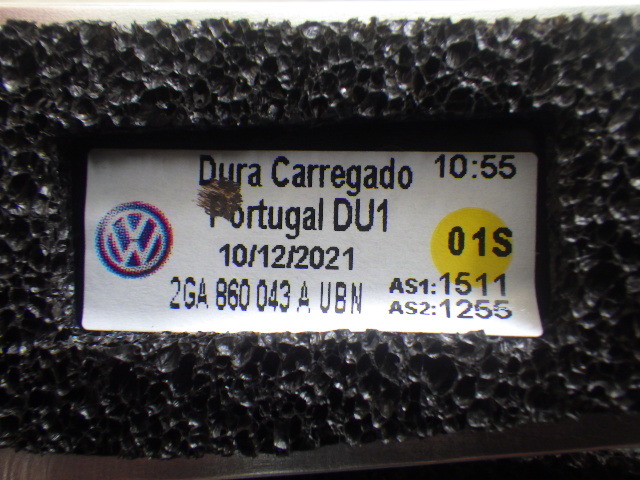 Dura Carregado 10:55
Portugal DU1
01S
10/12/2021
2GA 860 043 A UBN
AS1:1511
AS2:1255